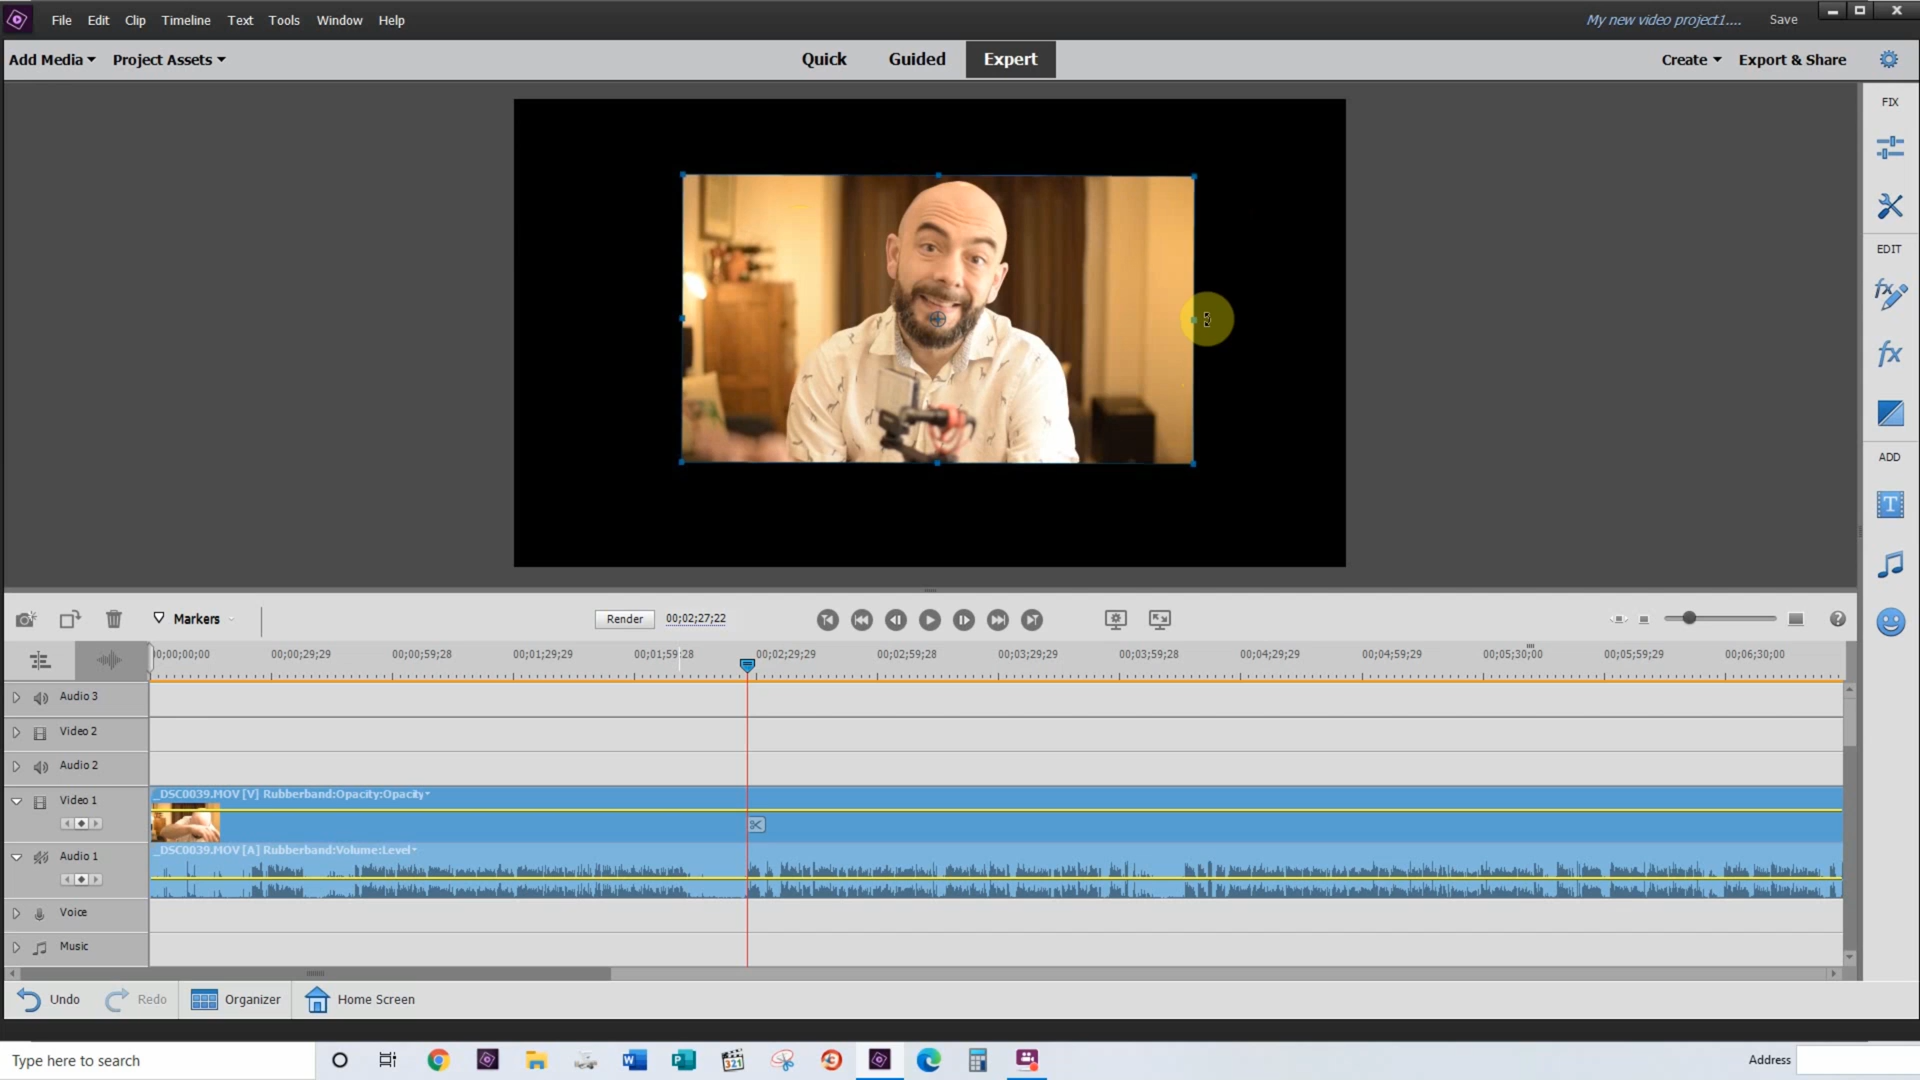 File Edit Clip Timeline Text Tools Window Help My new video project1.... Save
Add Media Project Assets Quick Guided Expert Create Export & Share
FIX
EDIT
fx
fx
ADD
T
Markers Render 00;02;27;22
00;00;29;29 00;00;59;28 00;01;29;29 00;01;59;28 00;02;29;29 00;02;59;28 00;03;29;29 00;03;59;28 00;04;29;29 00;04;59;29 00;05;30;00 00;05;59;29 00;06;30;00
Audio 3
Video 2
Audio 2
_DSC0039.MOV [V] Rubberband:Opacity:Opacity
Video 1
_DSC0039.MOV [A] Rubberband:Volume:Level
Audio 1
Voice
Music
Undo Redo Organizer Home Screen
Type here to search Address